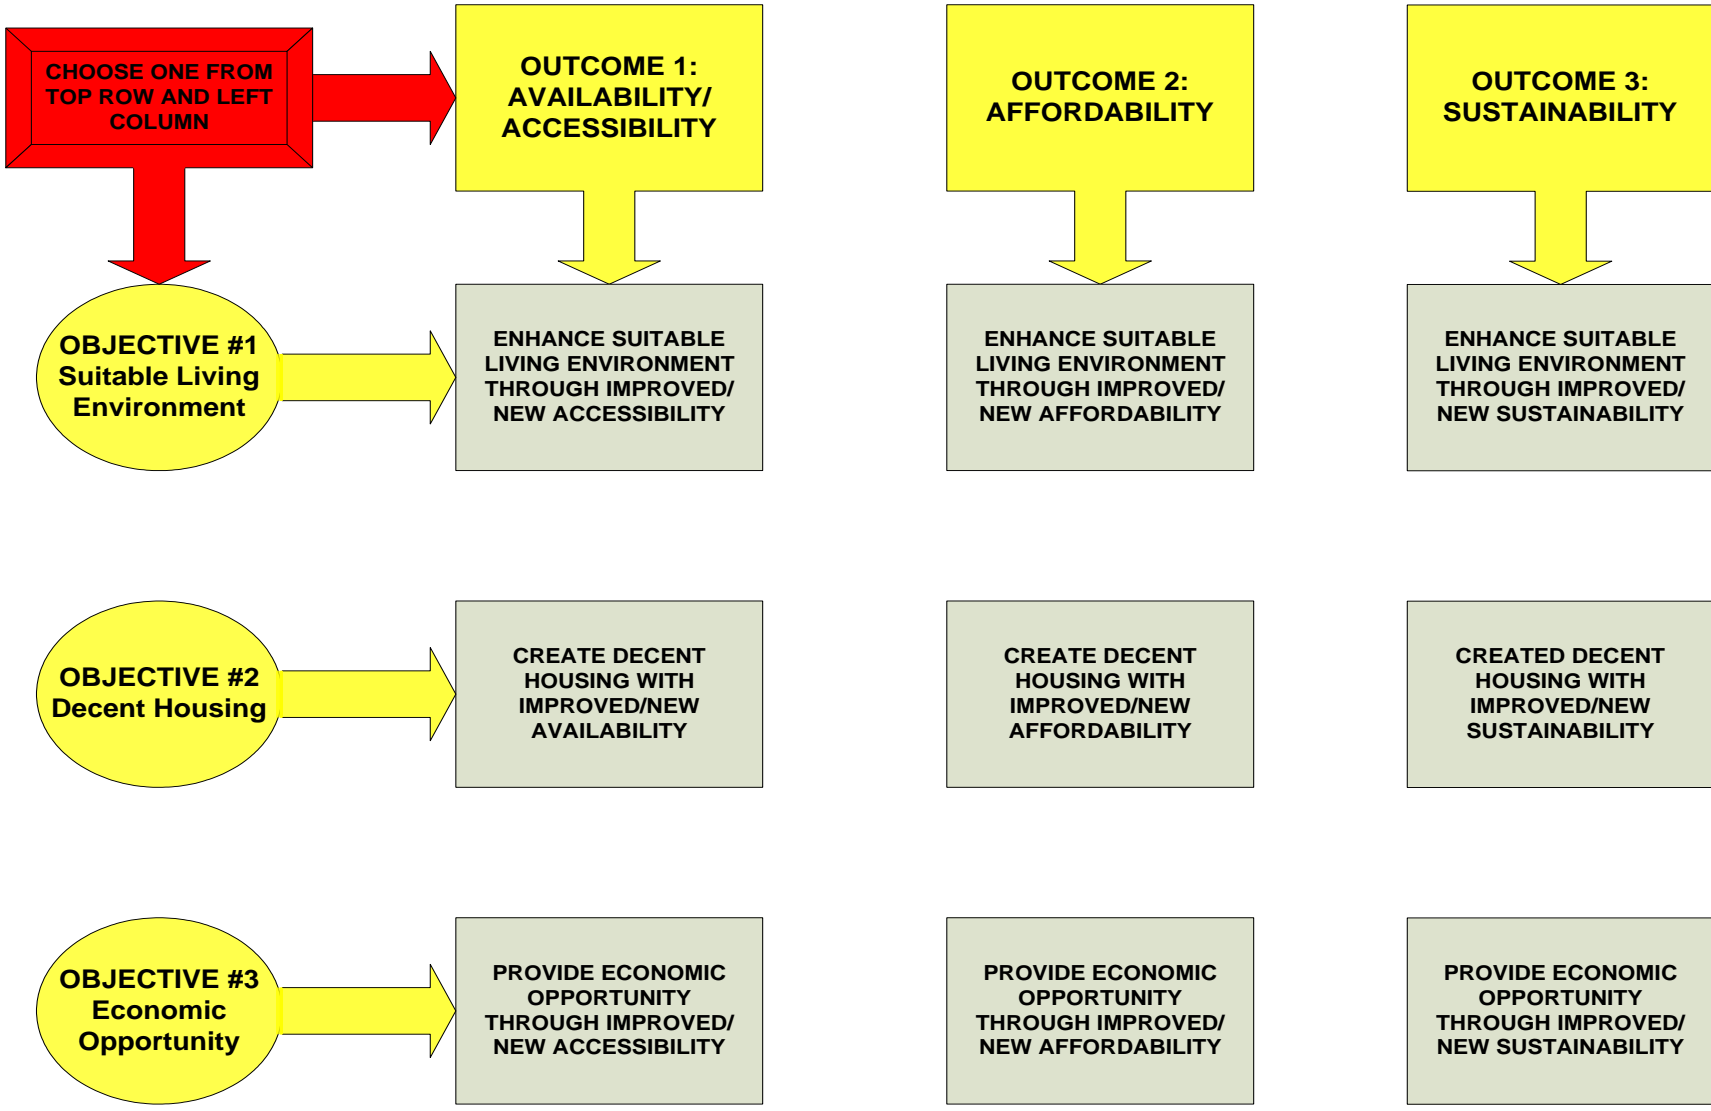 CHOOSE ONE FROM
TOP ROW AND LEFT
COLUMN
OUTCOME 1:
AVAILABILITY/
ACCESSIBILITY
OUTCOME 2:
AFFORDABILITY
OUTCOME 3:
SUSTAINABILITY
OBJECTIVE #1
Suitable Living
Environment
ENHANCE SUITABLE
LIVING ENVIRONMENT
THROUGH IMPROVED/
NEW ACCESSIBILITY
ENHANCE SUITABLE
LIVING ENVIRONMENT
THROUGH IMPROVED/
NEW AFFORDABILITY
ENHANCE SUITABLE
LIVING ENVIRONMENT
THROUGH IMPROVED/
NEW SUSTAINABILITY
OBJECTIVE #2
Decent Housing
CREATE DECENT
HOUSING WITH
IMPROVED/NEW
AVAILABILITY
CREATE DECENT
HOUSING WITH
IMPROVED/NEW
AFFORDABILITY
CREATED DECENT
HOUSING WITH
IMPROVED/NEW
SUSTAINABILITY
OBJECTIVE #3
Economic
Opportunity
PROVIDE ECONOMIC
OPPORTUNITY
THROUGH IMPROVED/
NEW ACCESSIBILITY
PROVIDE ECONOMIC
OPPORTUNITY
THROUGH IMPROVED/
NEW AFFORDABILITY
PROVIDE ECONOMIC
OPPORTUNITY
THROUGH IMPROVED/
NEW SUSTAINABILITY